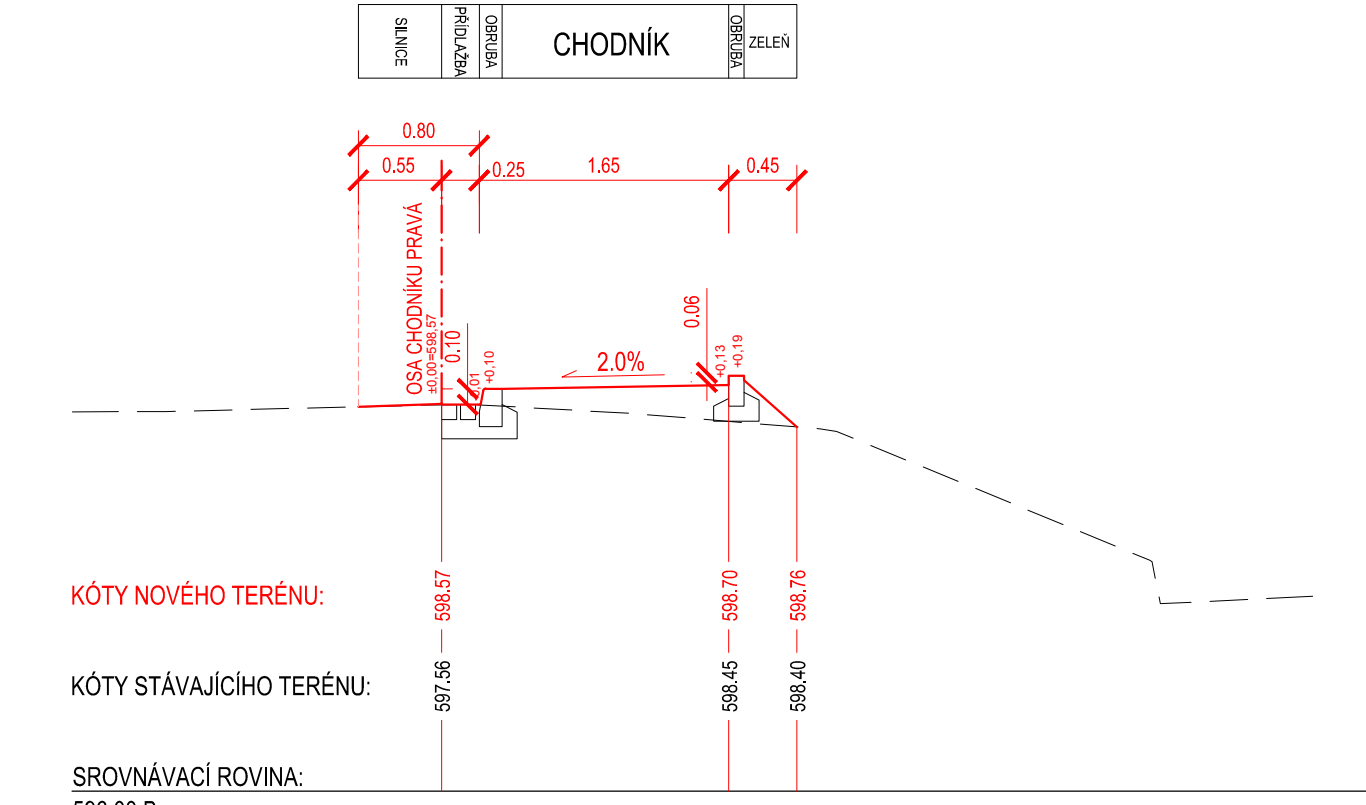 SILNICE
PŘÍDLAŽBA
OBRUBA
CHODNÍK
OBRUBA
ZELEŇ
0.80
0.55
0.25
1.65
0.45
OSA CHODNÍKU PRAVÁ
±0,00=598,57
0.10
+0,10
2.0%
0.06
+0,13
+0,19
KÓTY NOVÉHO TERÉNU:
598.57
598.70
598.76
KÓTY STÁVAJÍCÍHO TERÉNU:
597.56
598.45
598.40
SROVNÁVACÍ ROVINA: